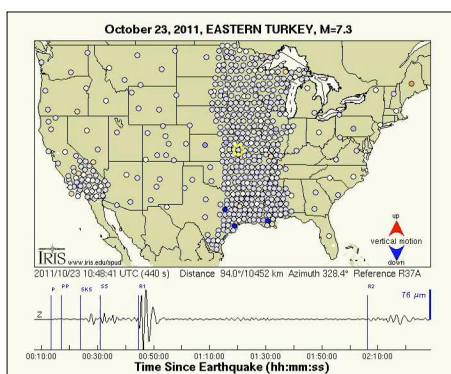 October 23, 2011, EASTERN TURKEY, M=7.3
up
vertical motion
down
IRIS www.iris.edu/spud
2011/10/23 10:48:41 UTC (440 s) Distance 94.0°/10452 km Azimuth 328.4° Reference R37A
P PP SKS SS R1 R2
76 µm
Z
00:10:00 00:30:00 00:50:00 01:10:00 01:30:00 01:50:00 02:10:00
Time Since Earthquake (hh:mm:ss)